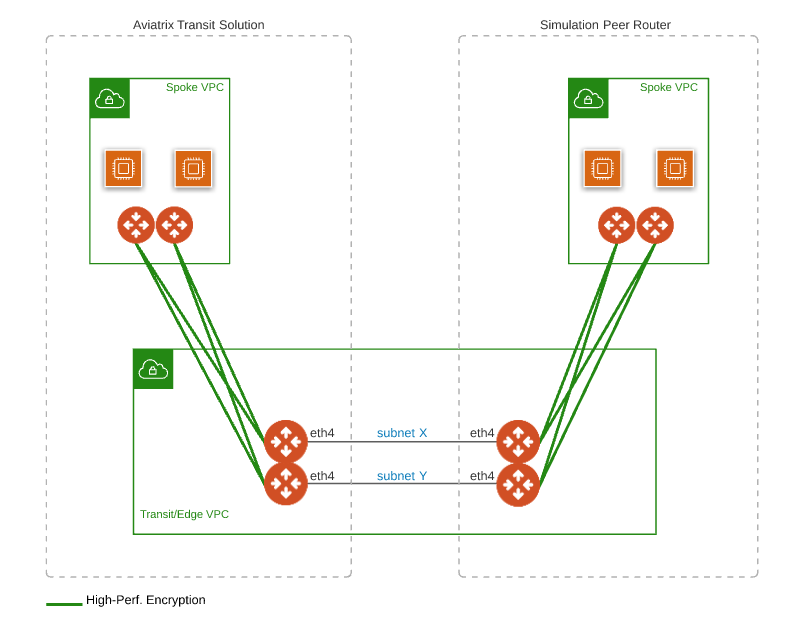 Aviatrix Transit Solution
Simulation Peer Router
Spoke VPC
Spoke VPC
eth4 subnet X eth4
eth4 subnet Y eth4
Transit/Edge VPC
High-Perf. Encryption